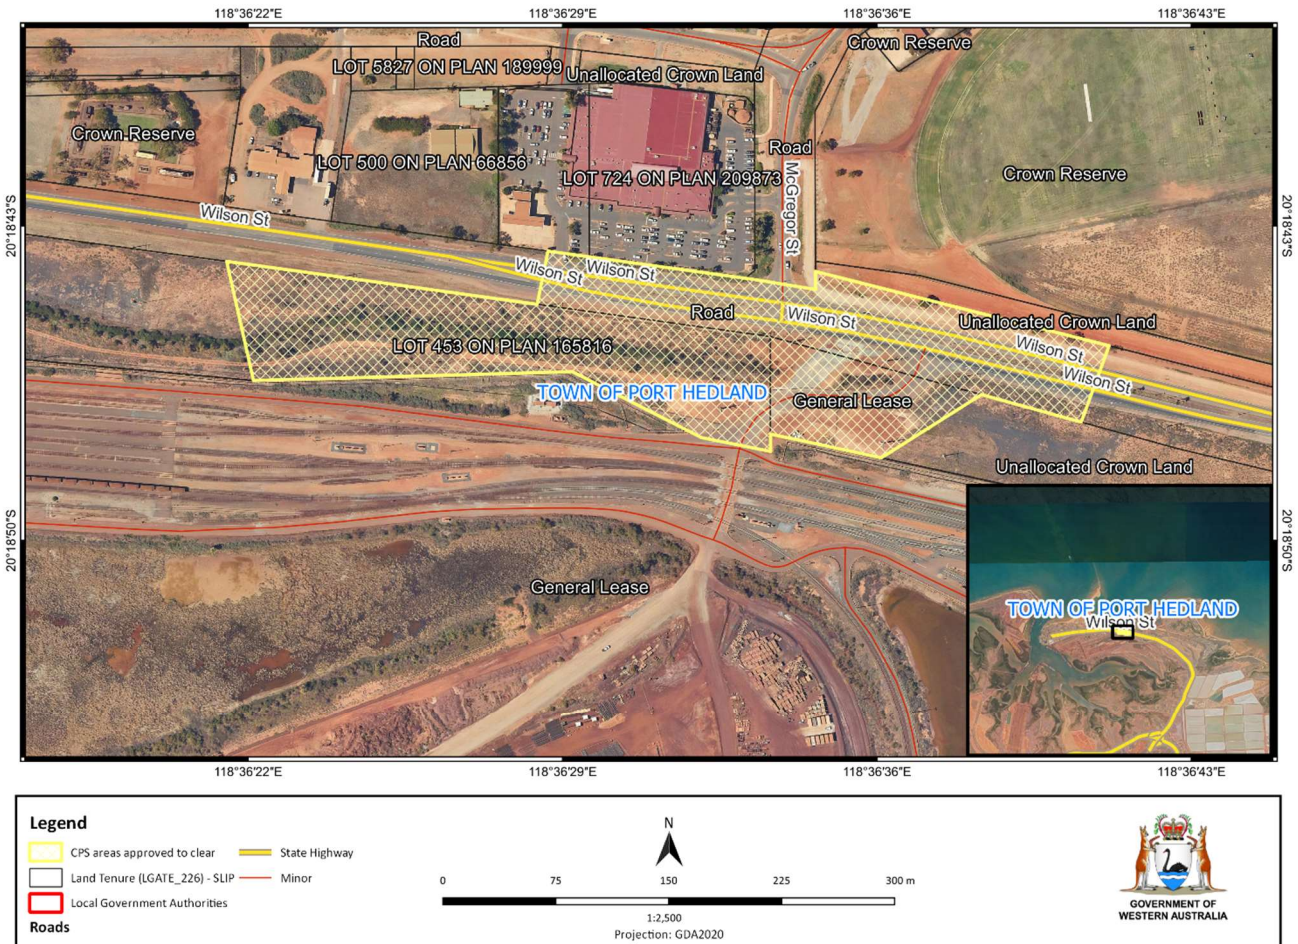 118°36'22"E
118°36'29"E
118°36'36"E
118°36'43"E
Road
Crown Reserve
LOT 5827 ON PLAN 189999
Unallocated Crown Land
Crown Reserve
Road
LOT 500 ON PLAN 66856
LOT 724 ON PLAN 209873
Crown Reserve
McGregor St
20°18'43"S
20°18'43"S
Wilson St
Wilson St
Wilson St
Road
Wilson St
Unallocated Crown Land
LOT 453 ON PLAN 165816
Wilson St
Wilson St
TOWN OF PORT HEDLAND
General Lease
Unallocated Crown Land
20°18'50"S
20°18'50"S
General Lease
TOWN OF PORT HEDLAND
Wilson St
118°36'22"E
118°36'29"E
118°36'36"E
118°36'43"E
Legend
CPS areas approved to clear
State Highway
Land Tenure (LGATE_226) - SLIP
Minor
Local Government Authorities
Roads
N
0 75 150 225 300 m
1:2,500
Projection: GDA2020
GOVERNMENT OF
WESTERN AUSTRALIA